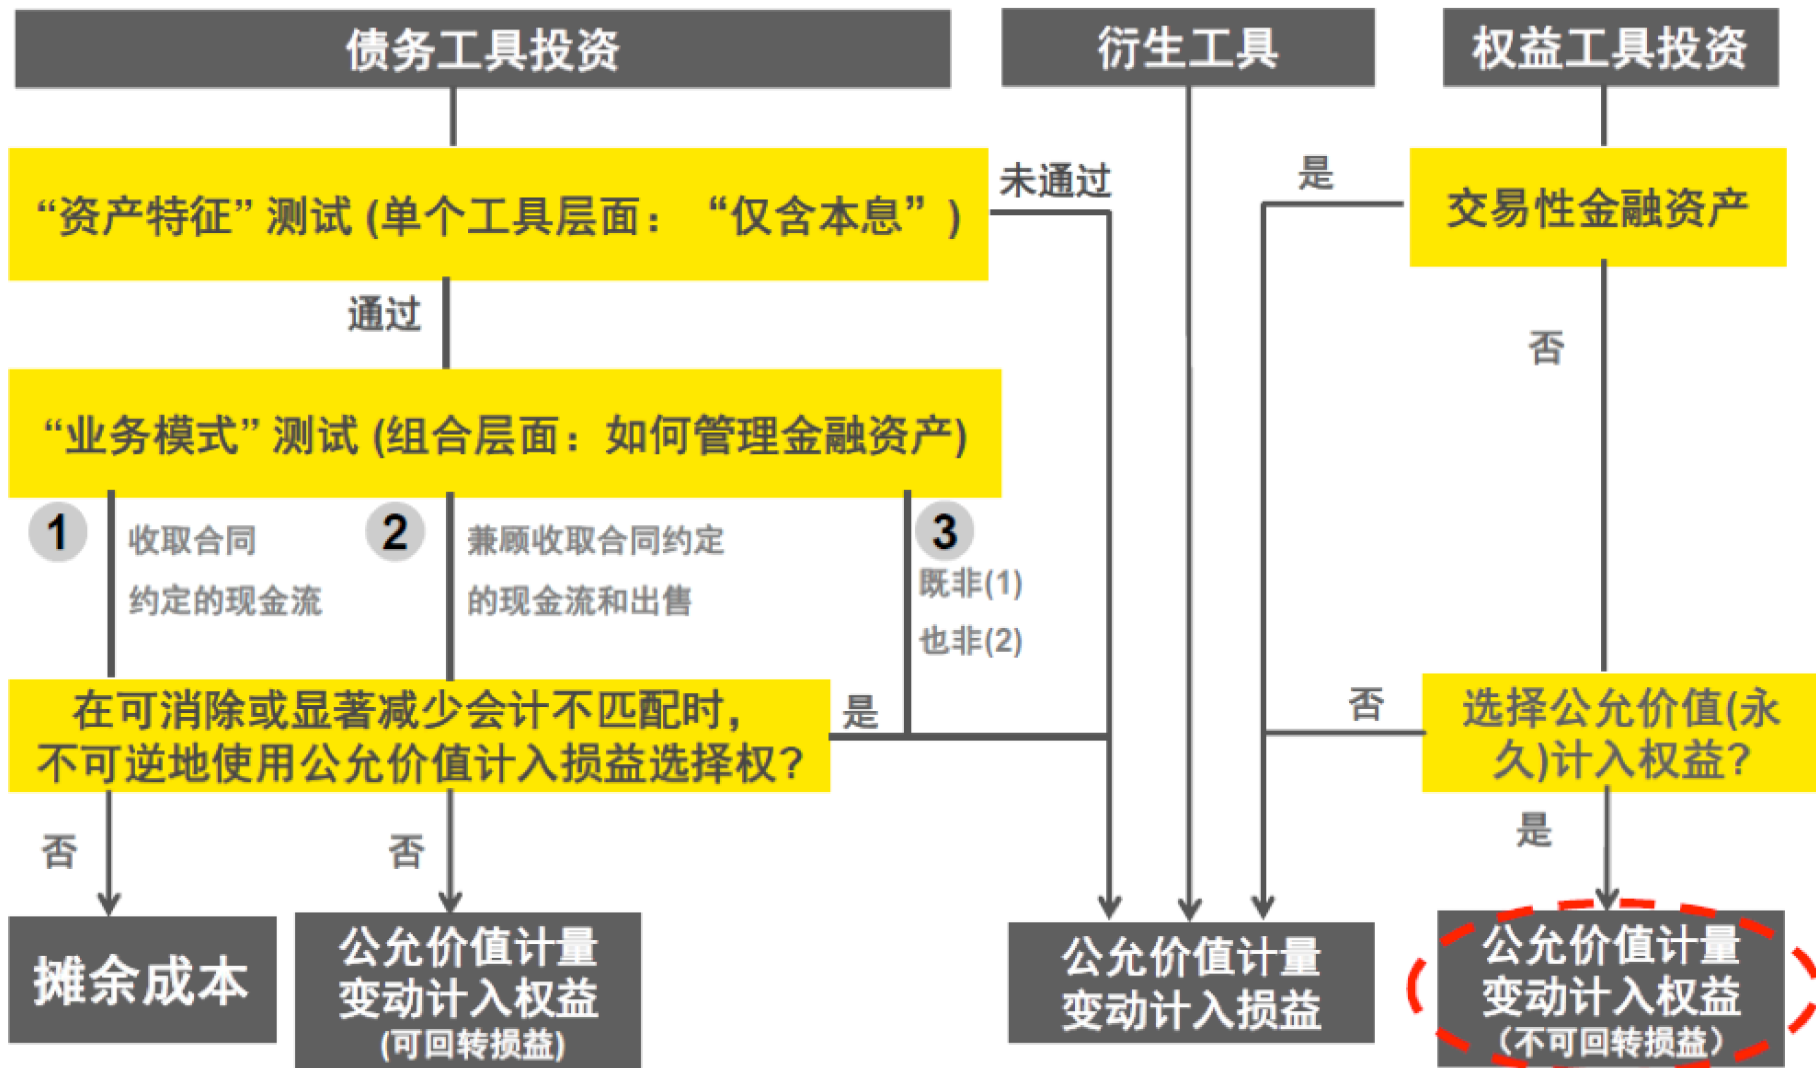 债务工具投资
衍生工具
权益工具投资
“资产特征” 测试 (单个工具层面：“仅含本息”)
未通过
是
交易性金融资产
通过
否
“业务模式” 测试 (组合层面：如何管理金融资产)
1
收取合同
约定的现金流
2
兼顾收取合同约定
的现金流和出售
3
既非(1)
也非(2)
在可消除或显著减少会计不匹配时，
不可逆地使用公允价值计入损益选择权？
是
否
选择公允价值(永
久)计入权益？
否
否
是
摊余成本
公允价值计量
变动计入权益
(可回转损益)
公允价值计量
变动计入损益
公允价值计量
变动计入权益
（不可回转损益）